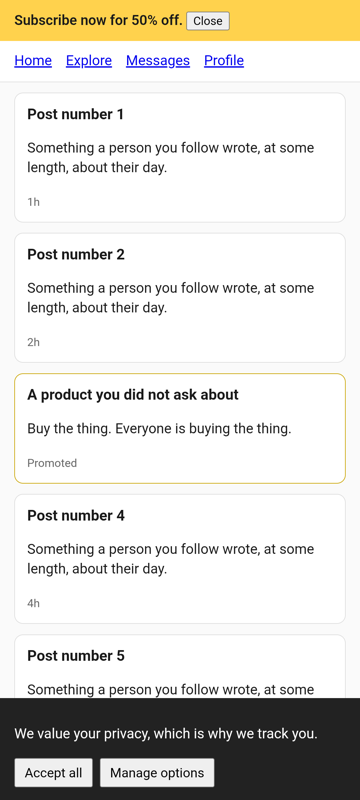 Subscribe now for 50% off. Close
Home Explore Messages Profile
Post number 1
Something a person you follow wrote, at some
length, about their day.
1h
Post number 2
Something a person you follow wrote, at some
length, about their day.
2h
A product you did not ask about
Buy the thing. Everyone is buying the thing.
Promoted
Post number 4
Something a person you follow wrote, at some
length, about their day.
4h
Post number 5
Something a person you follow wrote, at some
We value your privacy, which is why we track you.
Accept all Manage options